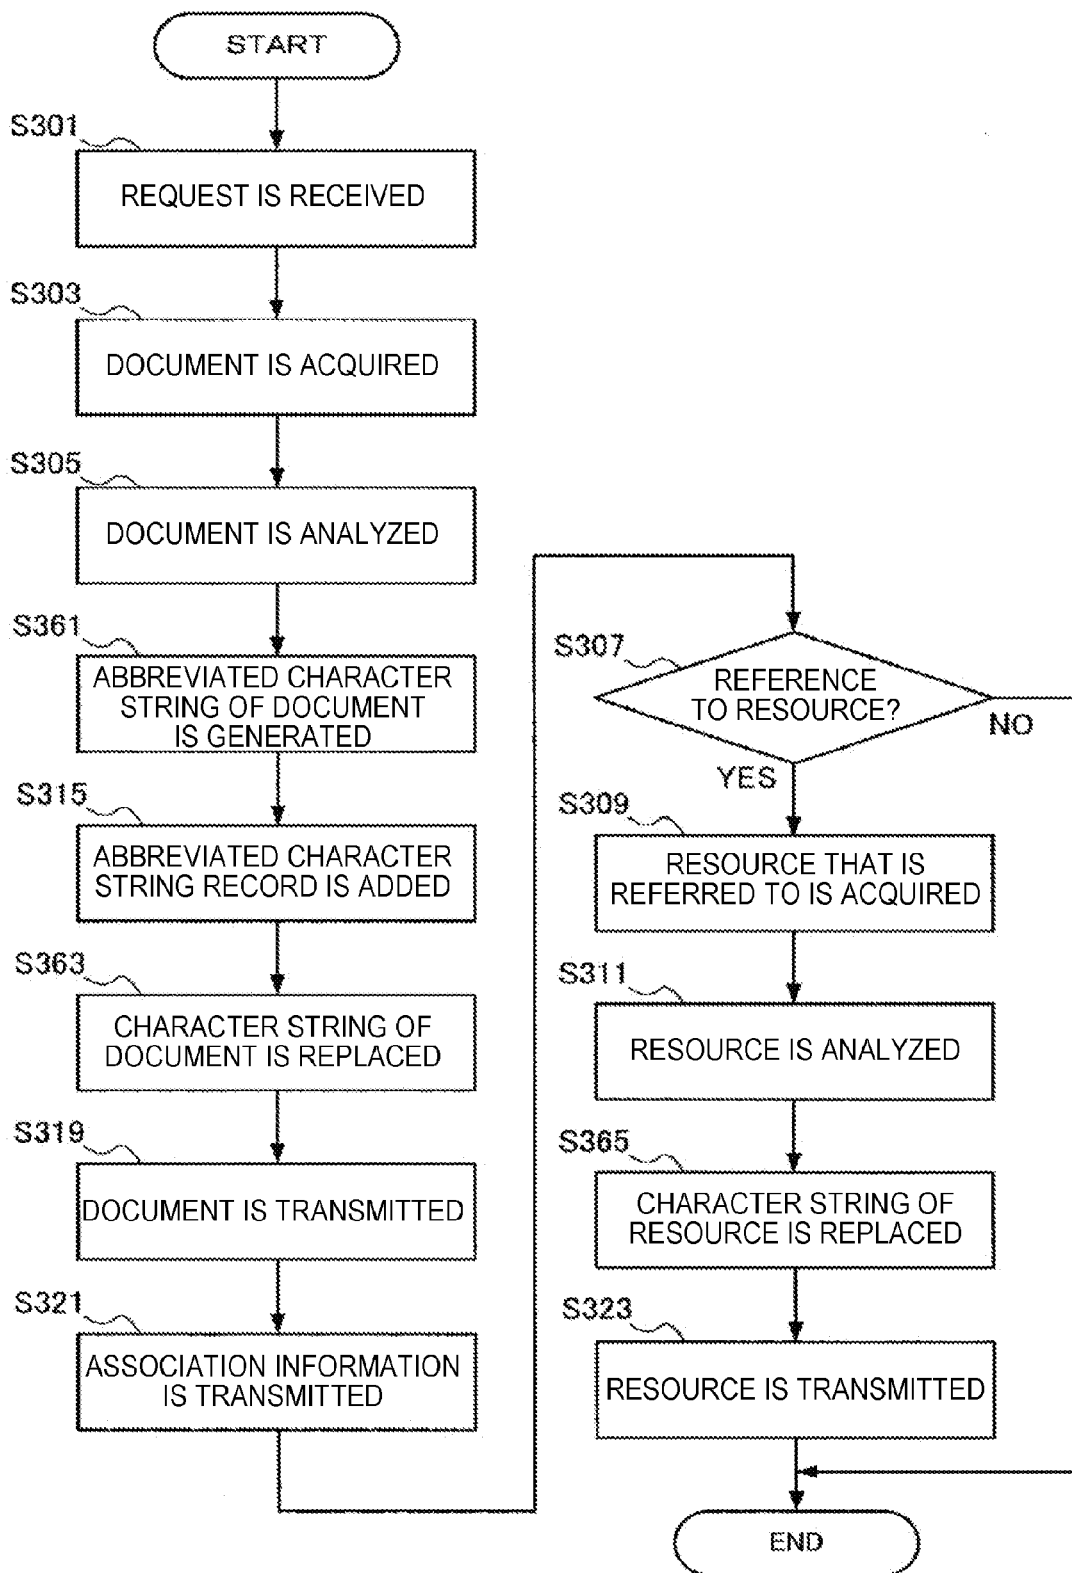 START
S301
REQUEST IS RECEIVED
S303
DOCUMENT IS ACQUIRED
S305
DOCUMENT IS ANALYZED
S361
ABBREVIATED CHARACTER
STRING OF DOCUMENT
IS GENERATED
S315
ABBREVIATED CHARACTER
STRING RECORD IS ADDED
S363
CHARACTER STRING OF
DOCUMENT IS REPLACED
S319
DOCUMENT IS TRANSMITTED
S321
ASSOCIATION INFORMATION
IS TRANSMITTED
S307
REFERENCE
TO RESOURCE?
NO
YES
S309
RESOURCE THAT IS
REFERRED TO IS ACQUIRED
S311
RESOURCE IS ANALYZED
S365
CHARACTER STRING OF
RESOURCE IS REPLACED
S323
RESOURCE IS TRANSMITTED
END